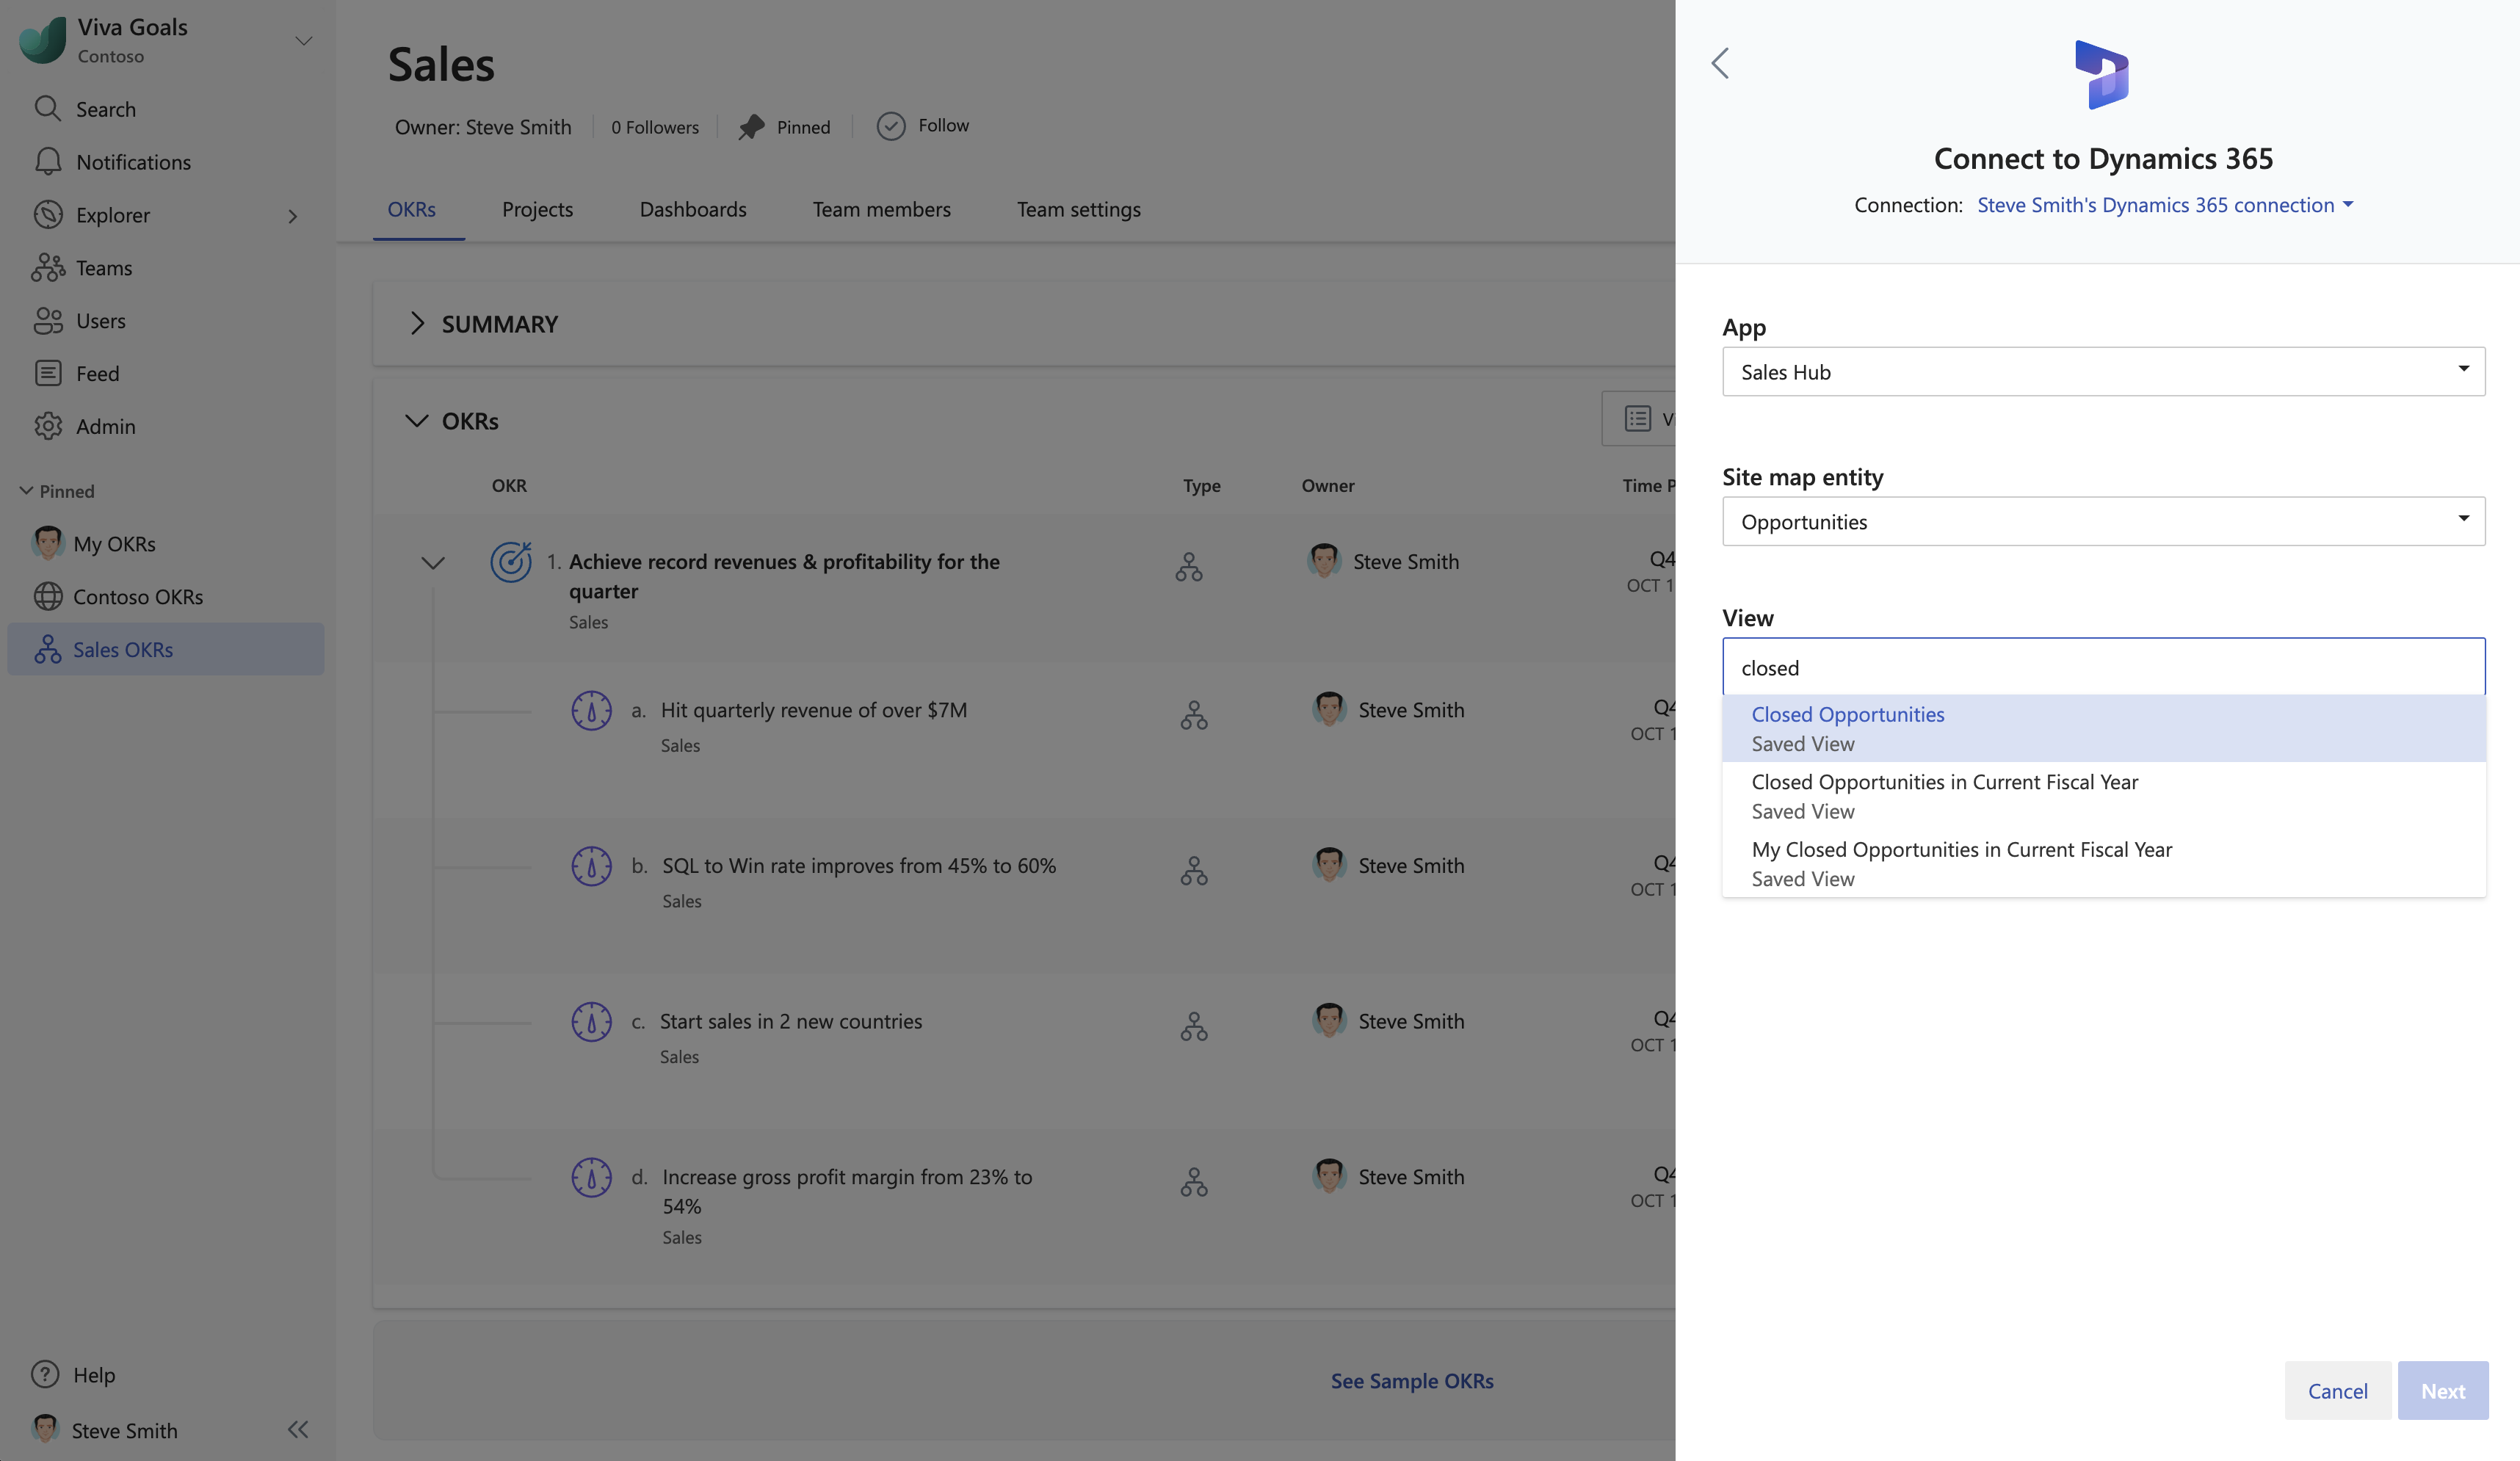 Viva Goals
Contoso
Search
Notifications
Explorer
Teams
Users
Feed
Admin
Pinned
My OKRs
Contoso OKRs
Sales OKRs
Help
Steve Smith
Sales
Owner: Steve Smith
0 Followers
Pinned
Follow
OKRs
Projects
Dashboards
Team members
Team settings
SUMMARY
OKRs
OKR
Type
Owner
Time
1. Achieve record revenues & profitability for the
quarter
Sales
Steve Smith
Q4
OCT 1
a. Hit quarterly revenue of over $7M
Sales
Steve Smith
Q4
OCT 1
b. SQL to Win rate improves from 45% to 60%
Sales
Steve Smith
Q4
OCT 1
c. Start sales in 2 new countries
Sales
Steve Smith
Q4
OCT 1
d. Increase gross profit margin from 23% to
54%
Sales
Steve Smith
Q4
OCT 1
See Sample OKRs
Connect to Dynamics 365
Connection: Steve Smith's Dynamics 365 connection
App
Sales Hub
Site map entity
Opportunities
View
closed
Closed Opportunities
Saved View
Closed Opportunities in Current Fiscal Year
Saved View
My Closed Opportunities in Current Fiscal Year
Saved View
Cancel
Next